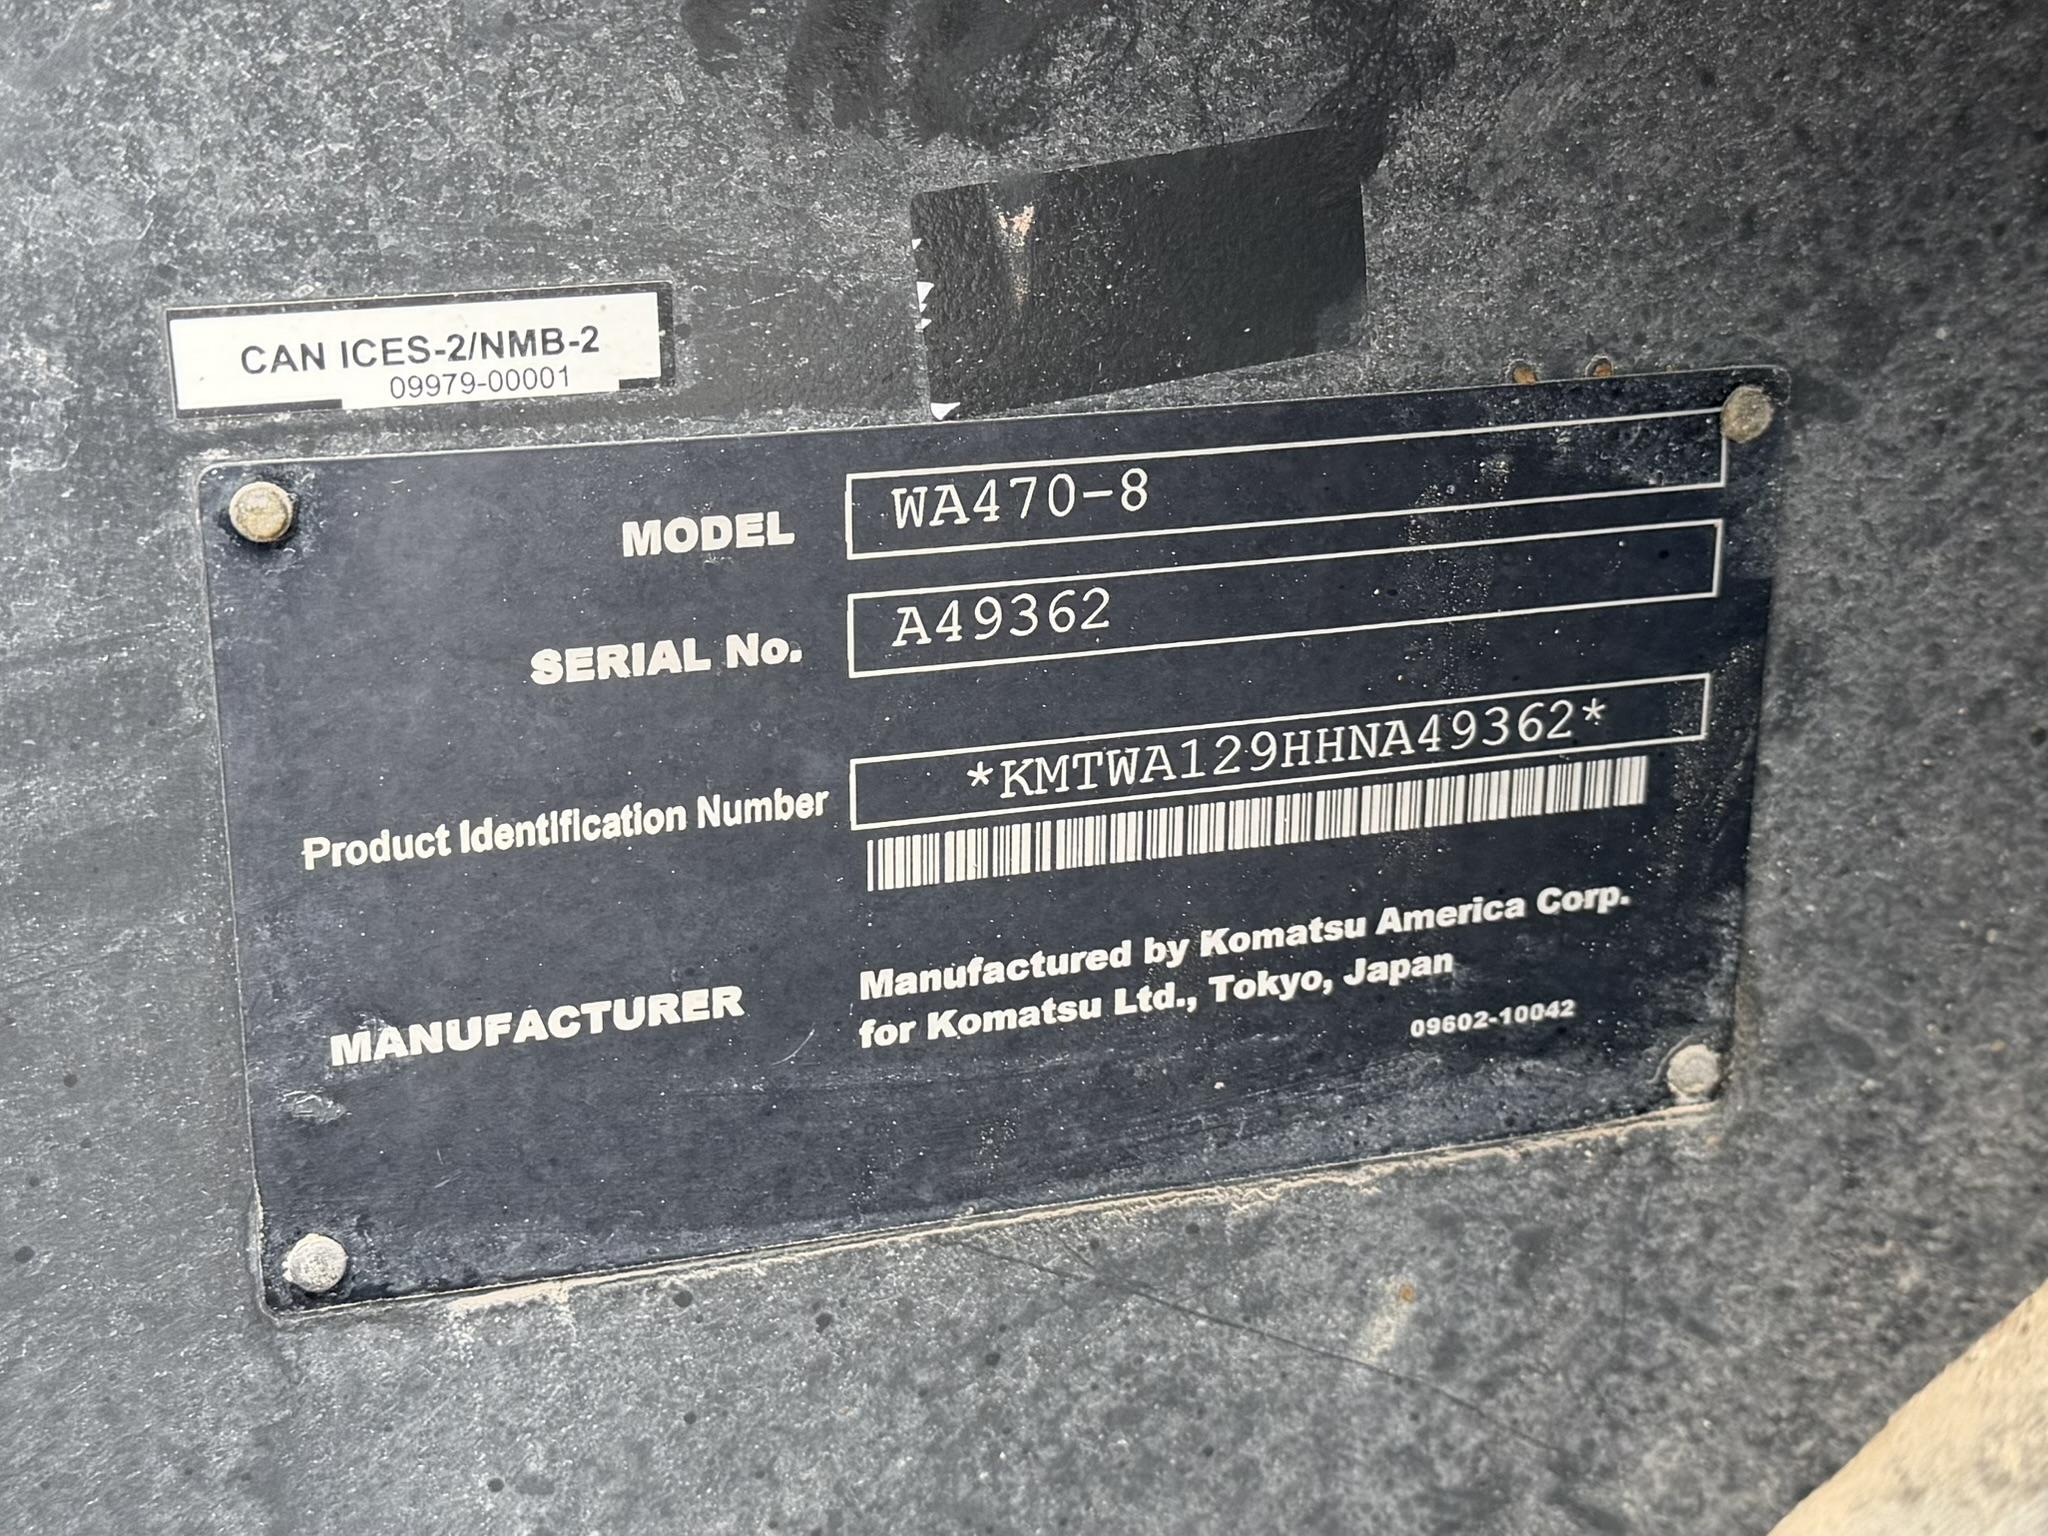 CAN ICES-2/NMB-2
09979-00001
MODEL WA470-8
SERIAL No. A49362
Product Identification Number *KMTWA129HHNA49362*
MANUFACTURER
Manufactured by Komatsu America Corp.
for Komatsu Ltd., Tokyo, Japan
09602-10042